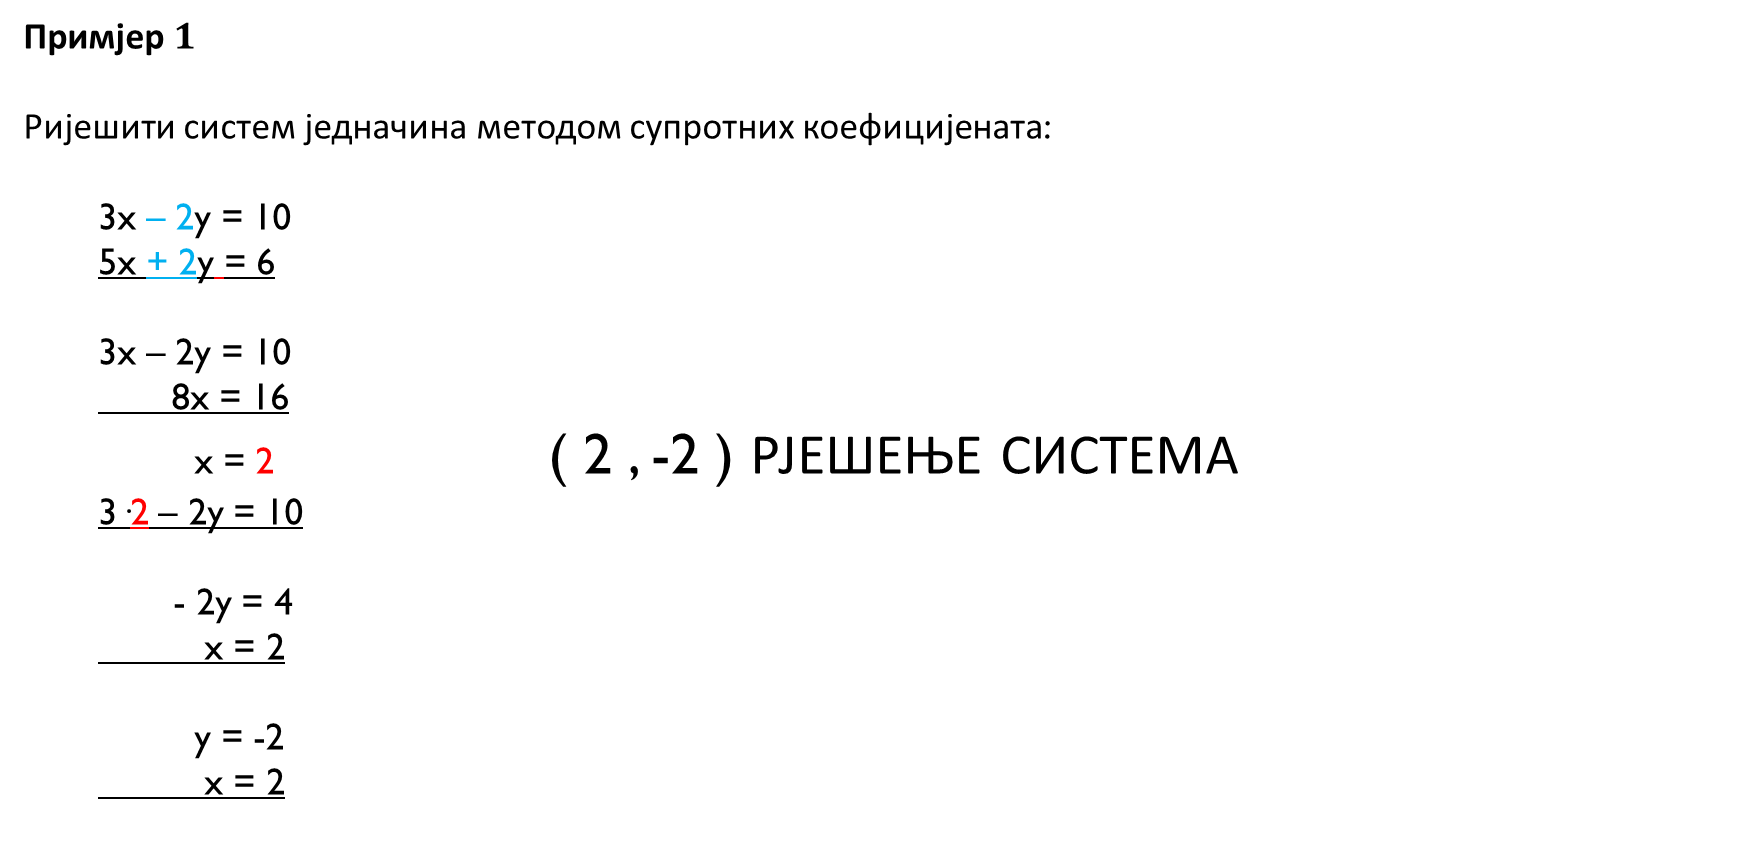 Примјер 1
Ријешити систем једначина методом супротних коефицијената:
3x – 2y = 10
5x + 2y = 6
3x – 2y = 10
8x = 16
x = 2
( 2 , -2 ) РЈЕШЕЊЕ СИСТЕМА
3 ·2 – 2y = 10
- 2y = 4
x = 2
y = -2
x = 2